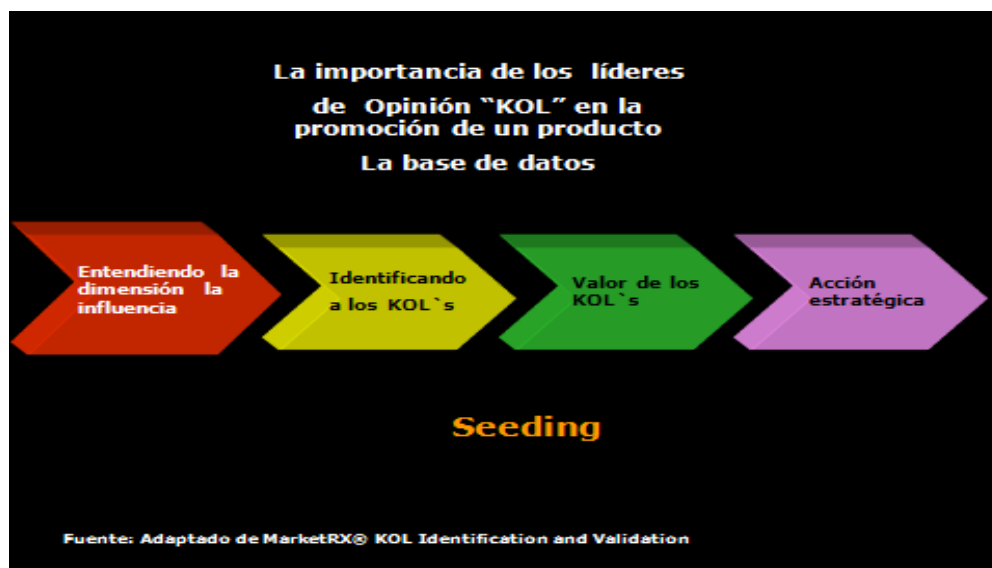 La importancia de los líderes
de Opinión “KOL” en la
promoción de un producto
La base de datos
Entendiendo la
dimensión la
influencia
Identificando
a los KOL`s
Valor de los
KOL`s
Acción
estratégica
Seeding
Fuente: Adaptado de MarketRX® KOL Identification and Validation